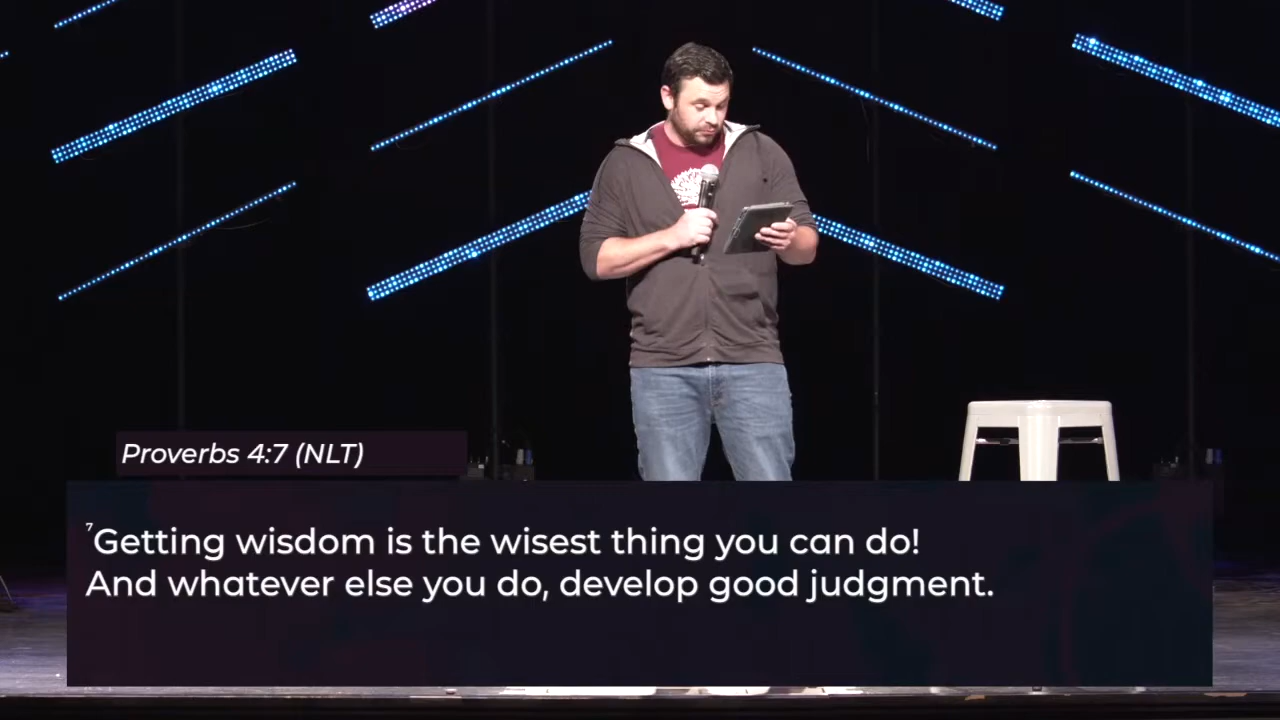 Proverbs 4:7 (NLT)
⁷Getting wisdom is the wisest thing you can do!
And whatever else you do, develop good judgment.